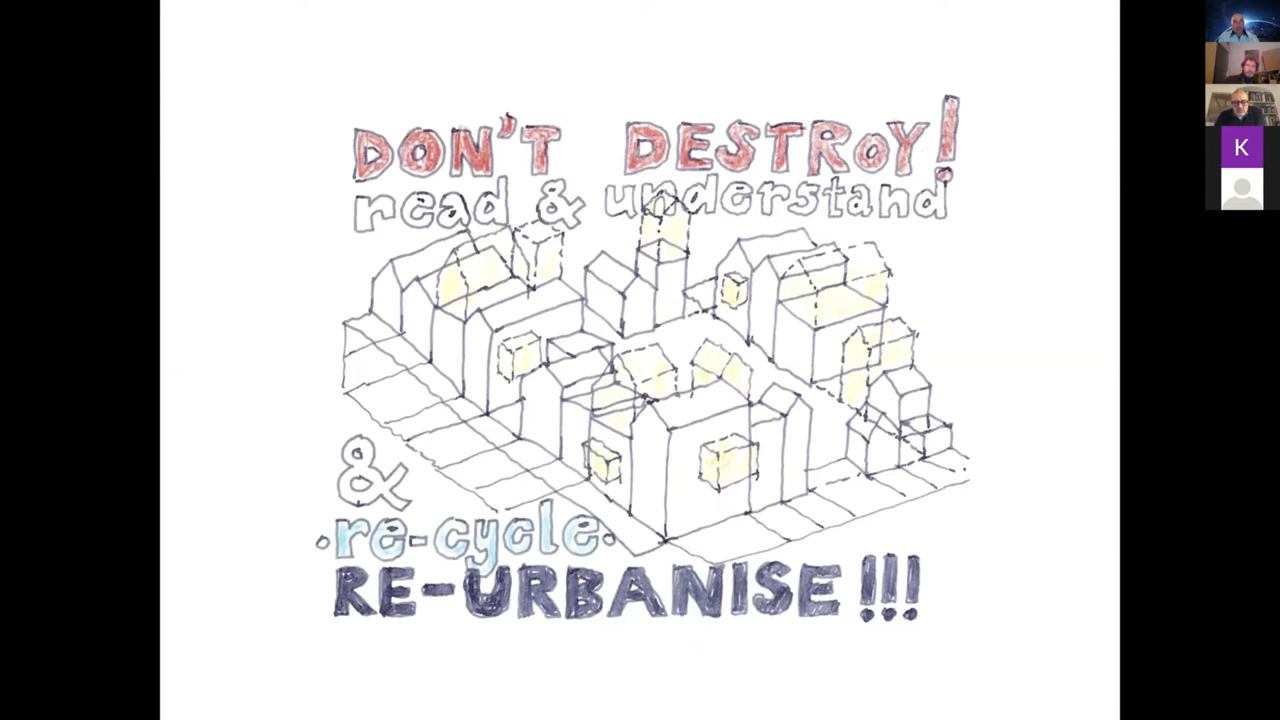 DON'T DESTROY!
read & understand
&
·re-cycle·
RE-URBANISE!!!
K